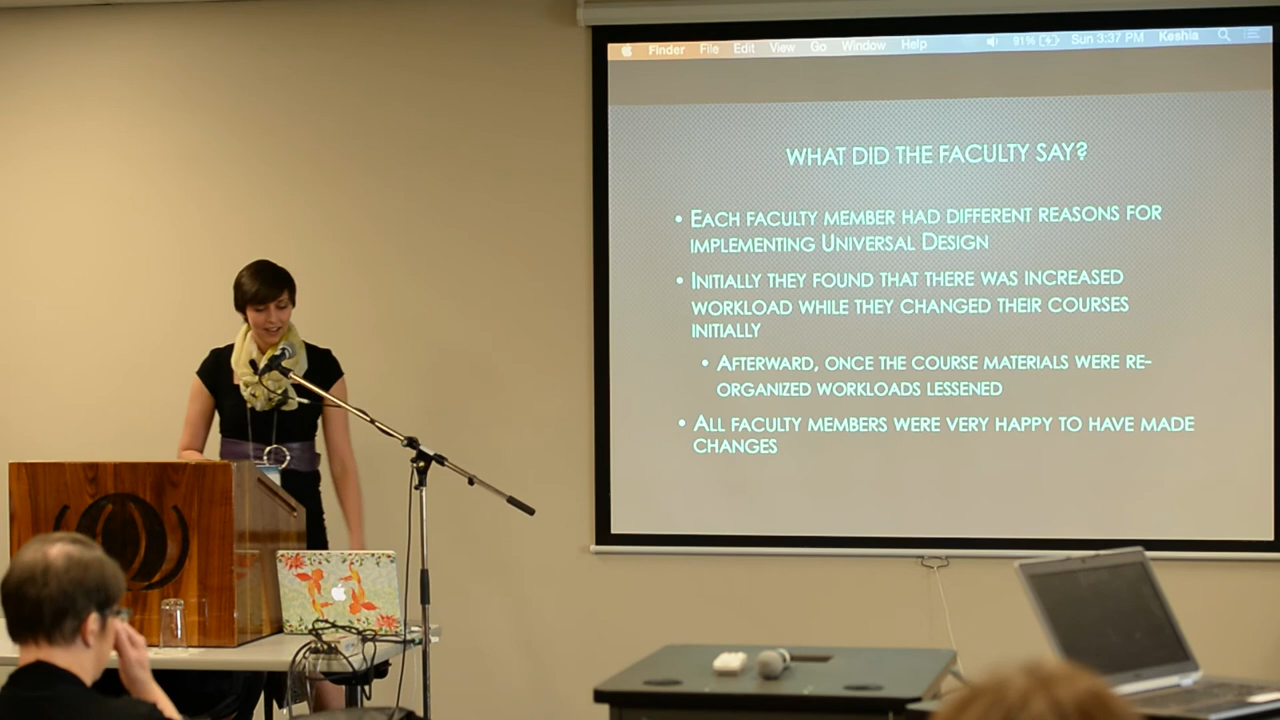 Finder File Edit View Go Window Help 91% Sun 3:37 PM Keshia
WHAT DID THE FACULTY SAY?
• EACH FACULTY MEMBER HAD DIFFERENT REASONS FOR
IMPLEMENTING UNIVERSAL DESIGN
• INITIALLY THEY FOUND THAT THERE WAS INCREASED
WORKLOAD WHILE THEY CHANGED THEIR COURSES
INITIALLY
• AFTERWARD, ONCE THE COURSE MATERIALS WERE RE-
ORGANIZED WORKLOADS LESSENED
• ALL FACULTY MEMBERS WERE VERY HAPPY TO HAVE MADE
CHANGES